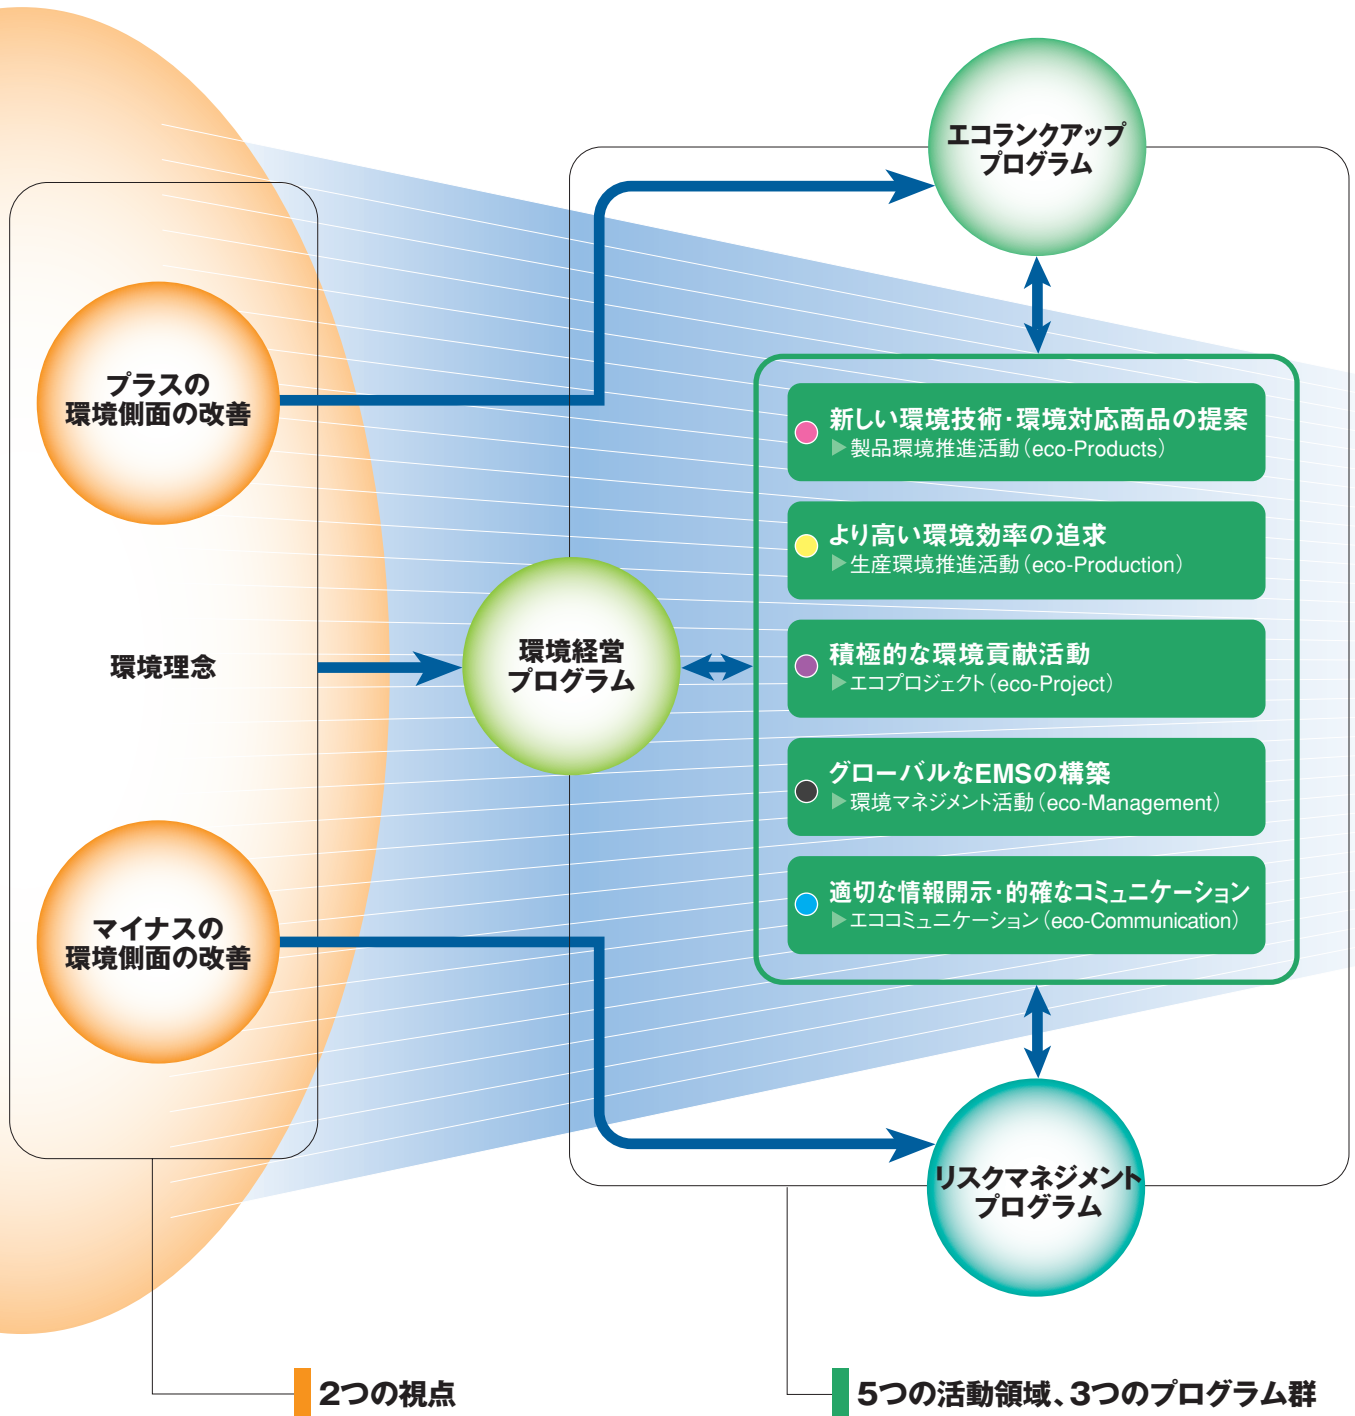 エコランクアップ
プログラム
プラスの
環境側面の改善
環境理念
マイナスの
環境側面の改善
環境経営
プログラム
新しい環境技術・環境対応商品の提案
▶製品環境推進活動（eco-Products）
より高い環境効率の追求
▶生産環境推進活動（eco-Production）
積極的な環境貢献活動
▶エコプロジェクト（eco-Project）
グローバルなEMSの構築
▶環境マネジメント活動（eco-Management）
適切な情報開示・的確なコミュニケーション
▶エココミュニケーション（eco-Communication）
リスクマネジメント
プログラム
2つの視点
5つの活動領域、3つのプログラム群